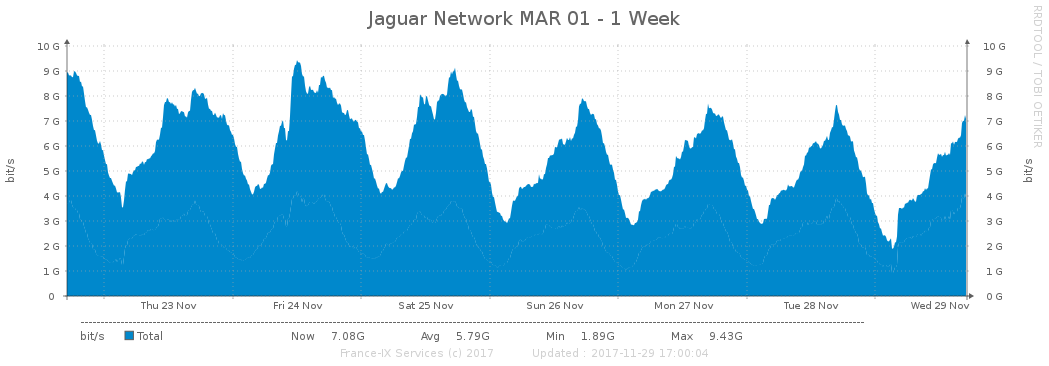 Jaguar Network MAR 01 - 1 Week
RRDTOOL / TOBI OETIKER
bit/s
10 G 10 G
9 G 9 G
8 G 8 G
7 G 7 G
6 G 6 G
5 G 5 G
4 G 4 G
3 G 3 G
2 G 2 G
1 G 1 G
0 0 G
bit/s
Thu 23 Nov Fri 24 Nov Sat 25 Nov Sun 26 Nov Mon 27 Nov Tue 28 Nov Wed 29 Nov
bit/s Total Now 7.08G Avg 5.79G Min 1.89G Max 9.43G
France-IX Services (c) 2017 Updated : 2017-11-29 17:00:04